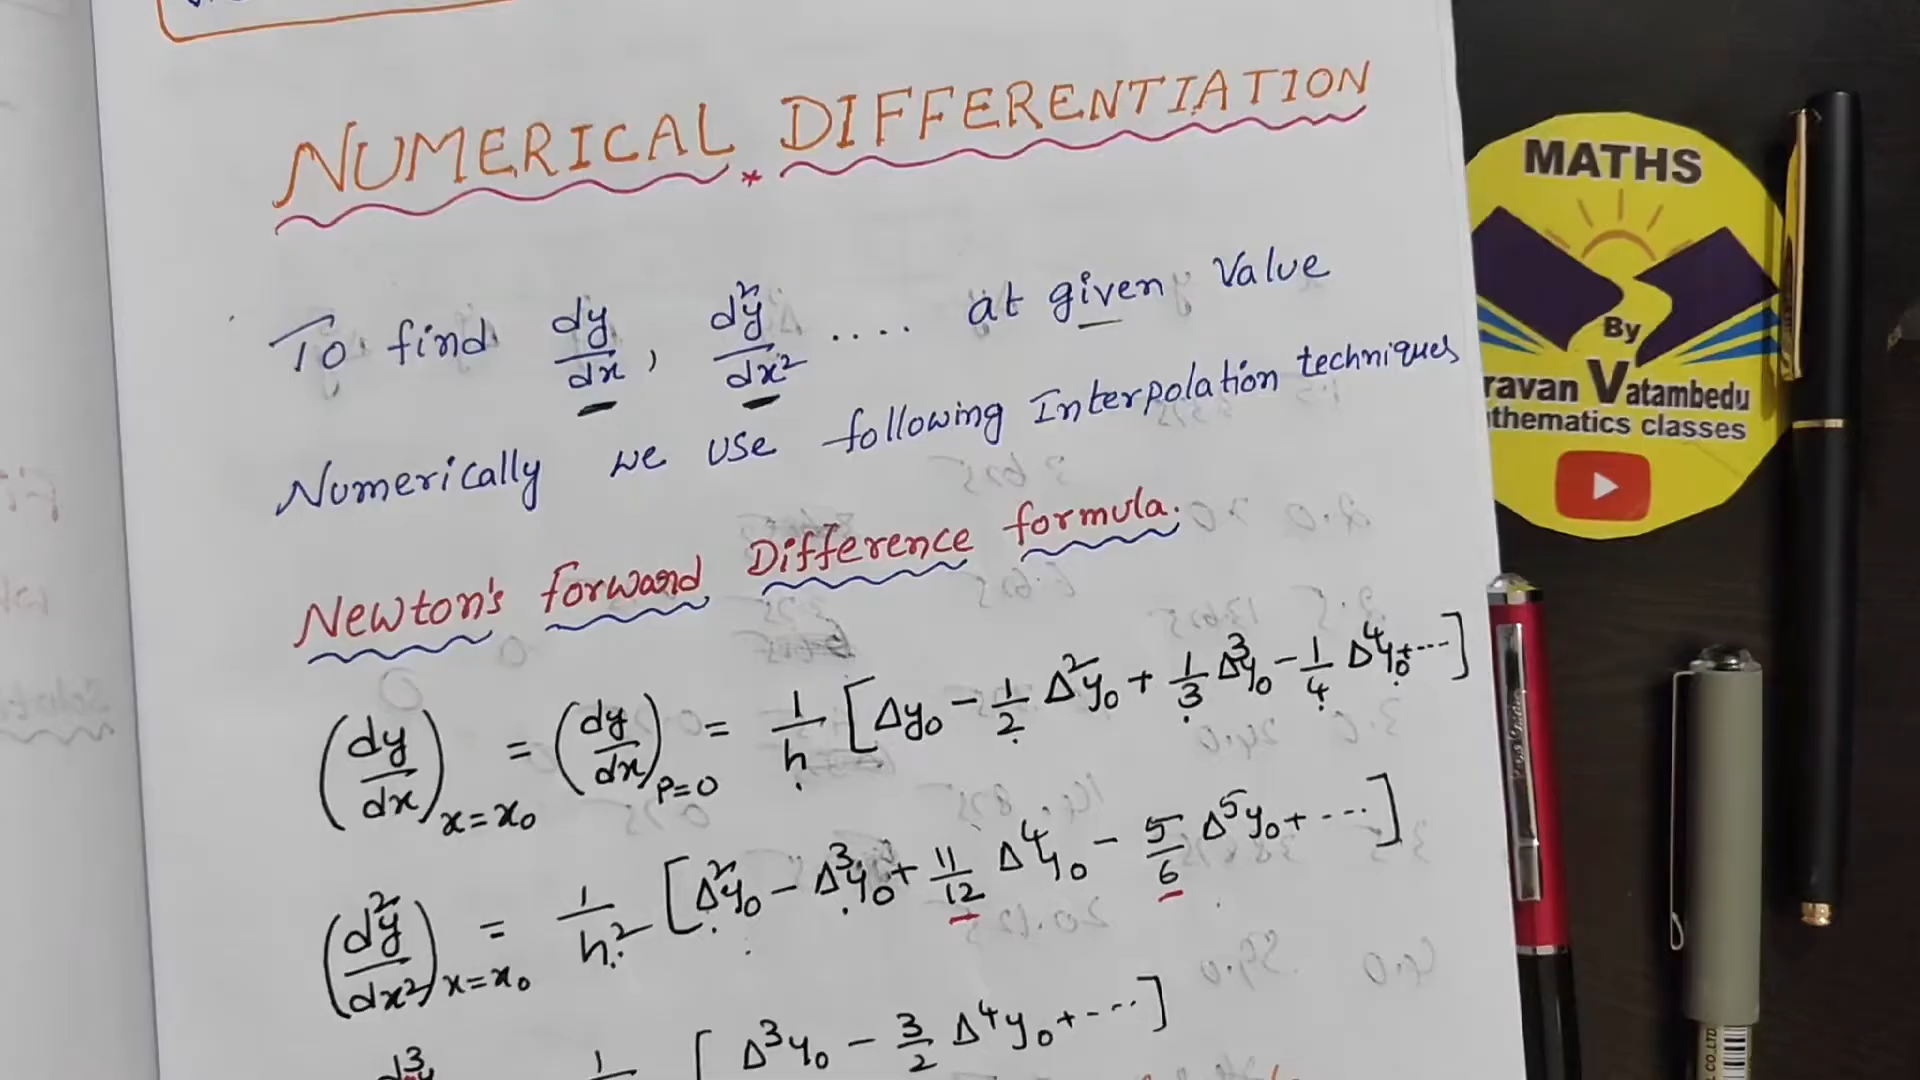 NUMERICAL DIFFERENTIATION
To find dy/dx, d²y/dx² .... at given Value
Numerically we use following Interpolation techniques
Newton's forward Difference formula.
(dy/dx)x=x₀ = (dy/dx)P=0 = 1/h [Δy₀ - 1/2 Δ²y₀ + 1/3 Δ³y₀ - 1/4 Δ⁴y₀+---]
(d²y/dx²)x=x₀ = 1/h² [Δ²y₀ - Δ³y₀ + 11/12 Δ⁴y₀ - 5/6 Δ⁵y₀+---]
[Δ³y₀ - 3/2 Δ⁴y₀+---]
MATHS
By
ravan Vatambedu
thematics classes